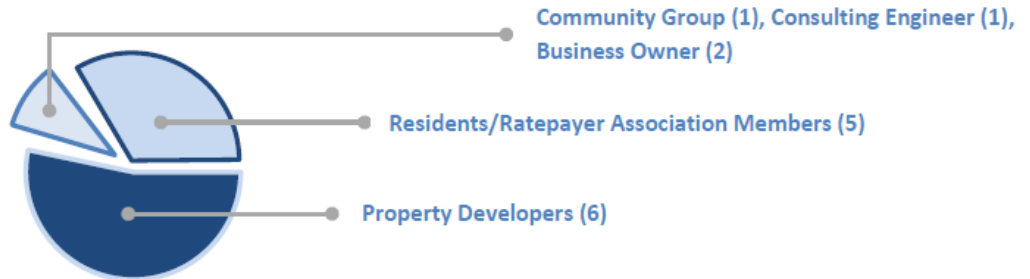 Community Group (1), Consulting Engineer (1),
Business Owner (2)
Residents/Ratepayer Association Members (5)
Property Developers (6)